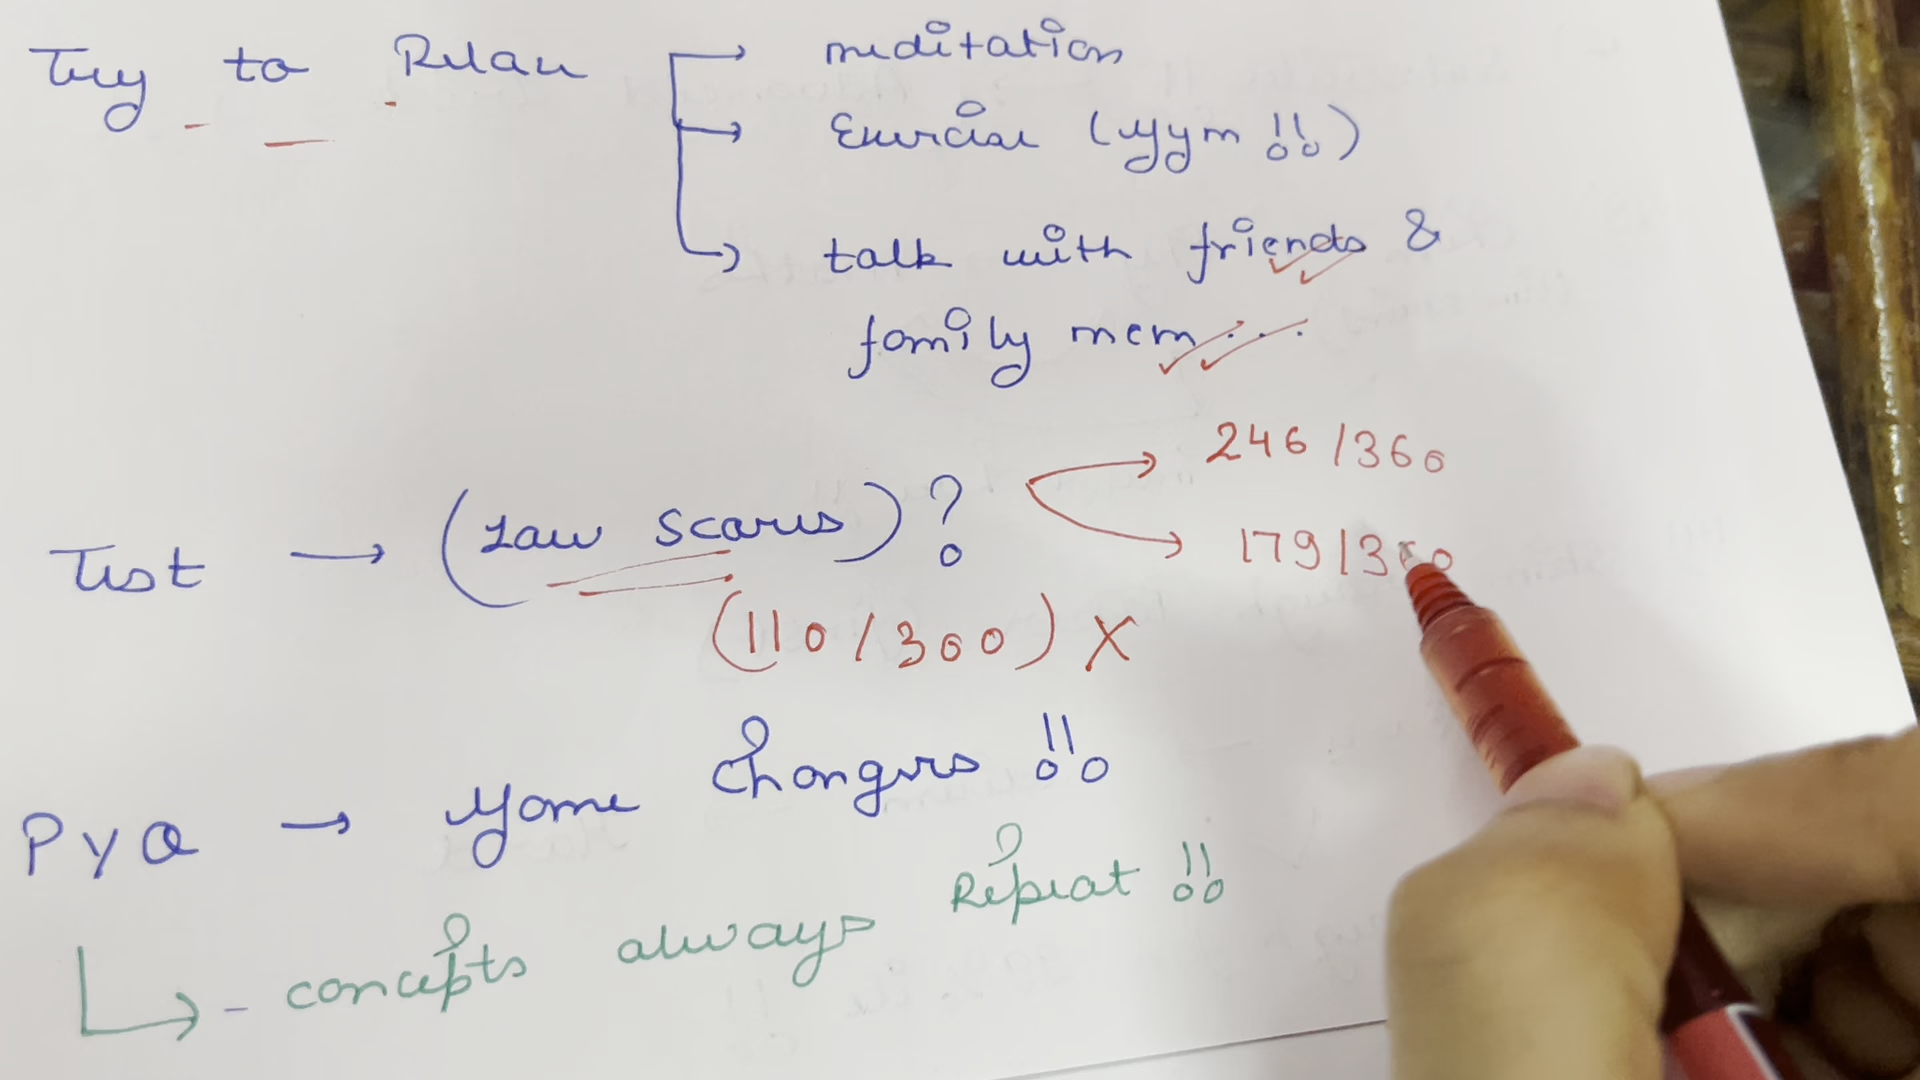 Try to Relax → meditation
→ Exercise (gym !!)
→ talk with friends &
family mem...
Test → (Low scores)? → 246/360
→ 179/360
(110/300) X
PYQ → Game changers !!
↳ - concepts always Repeat !!